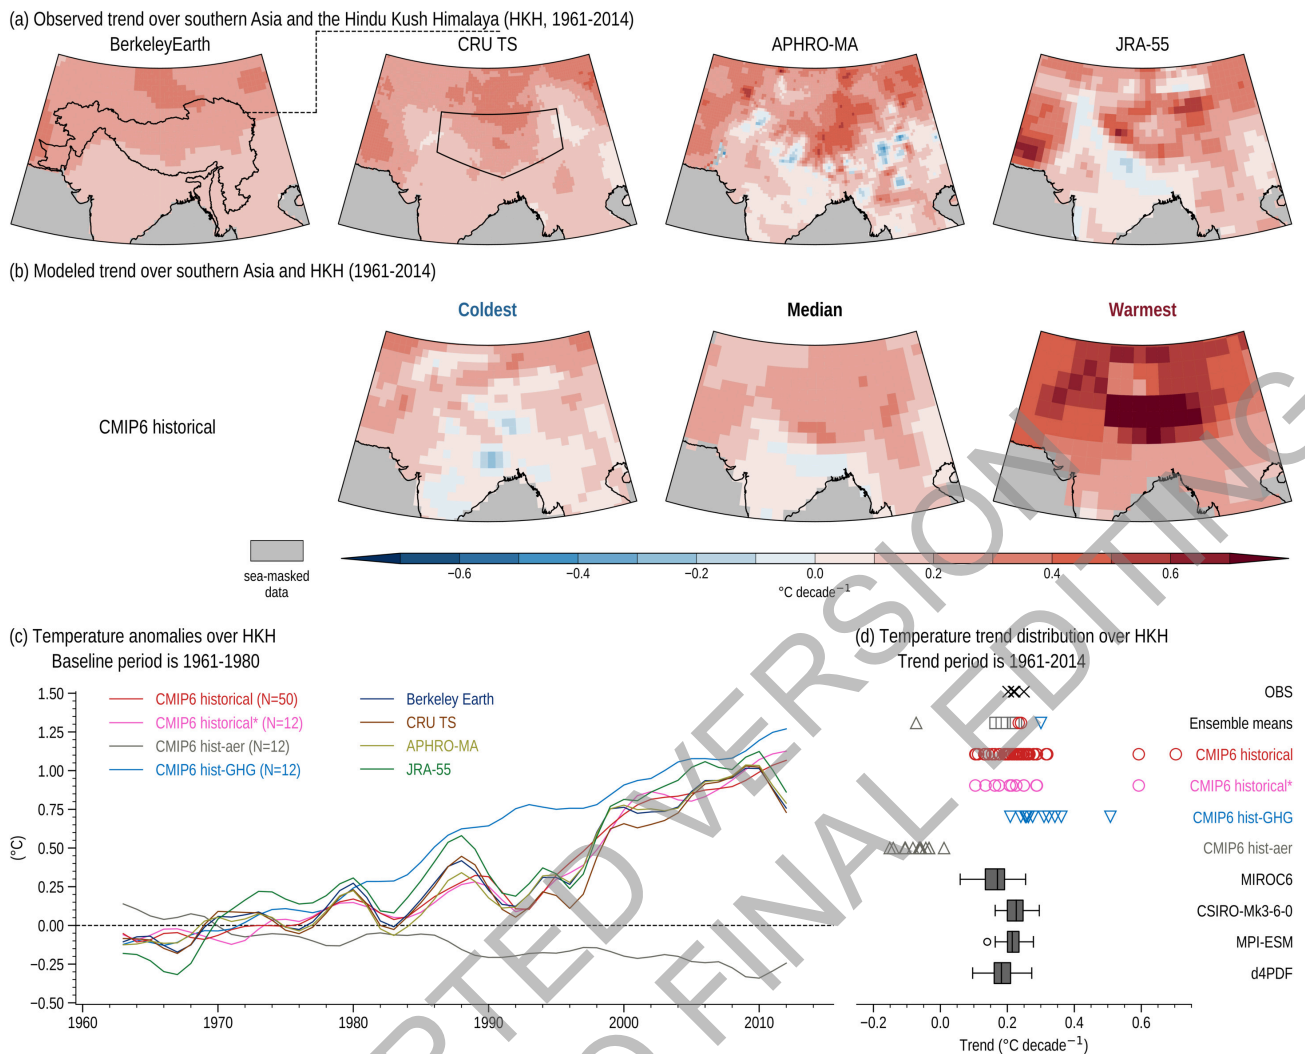 (a) Observed trend over southern Asia and the Hindu Kush Himalaya (HKH, 1961-2014)
BerkeleyEarth CRU TS APHRO-MA JRA-55
(b) Modeled trend over southern Asia and HKH (1961-2014)
Coldest Median Warmest
CMIP6 historical
sea-masked
data
−0.6 −0.4 −0.2 0.0 0.2 0.4 0.6
°C decade⁻¹
(c) Temperature anomalies over HKH
Baseline period is 1961-1980
1.50
1.25
1.00
0.75
0.50
0.25
0.00
−0.25
−0.50
(°C)
CMIP6 historical (N=50)
CMIP6 historical* (N=12)
CMIP6 hist-aer (N=12)
CMIP6 hist-GHG (N=12)
Berkeley Earth
CRU TS
APHRO-MA
JRA-55
1960 1970 1980 1990 2000 2010
(d) Temperature trend distribution over HKH
Trend period is 1961-2014
OBS
Ensemble means
CMIP6 historical
CMIP6 historical*
CMIP6 hist-GHG
CMIP6 hist-aer
MIROC6
CSIRO-Mk3-6-0
MPI-ESM
d4PDF
−0.2 0.0 0.2 0.4 0.6
Trend (°C decade⁻¹)
PTED VERSION
O FINAL EDITING